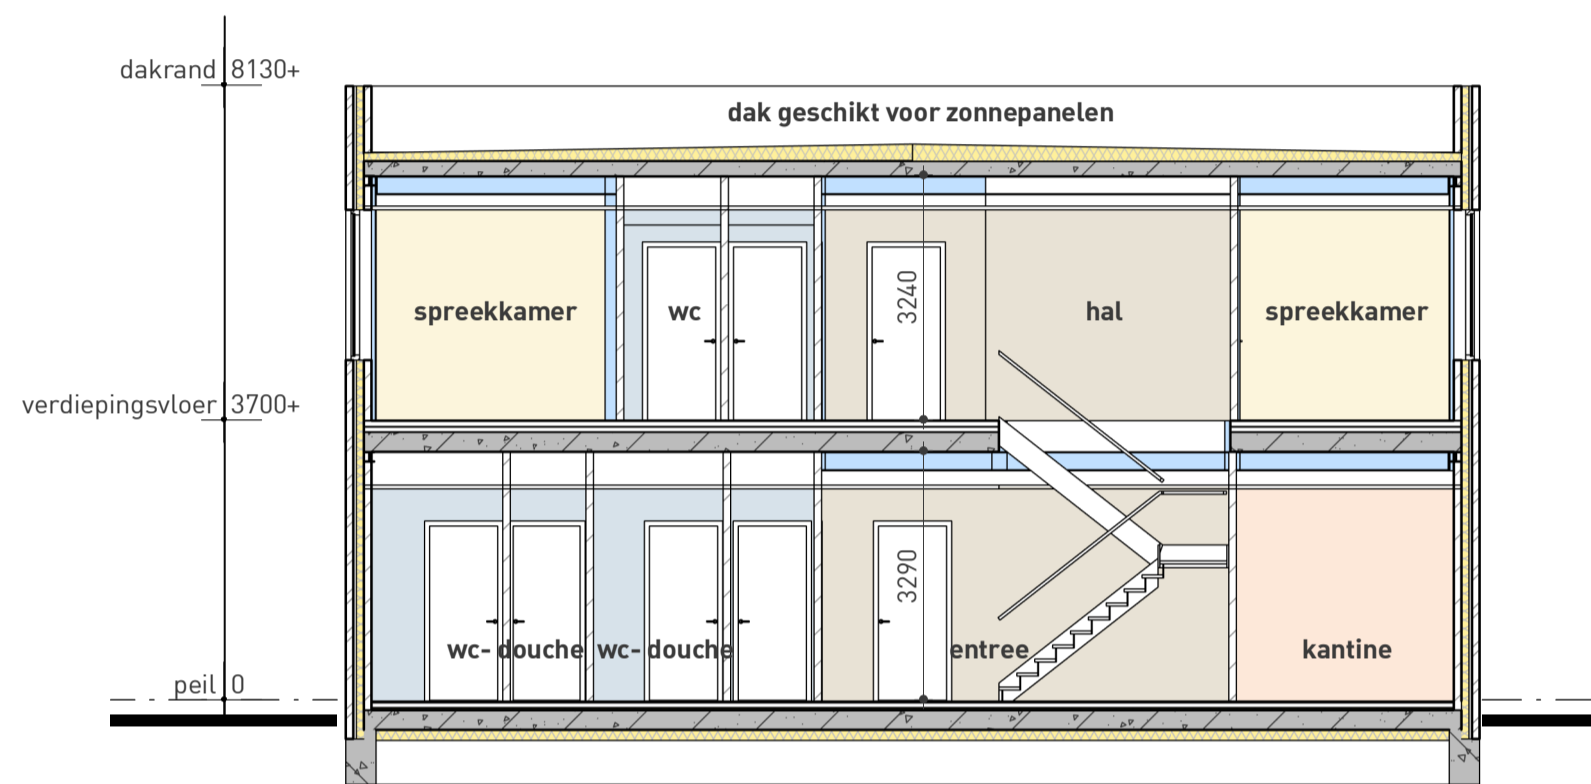 dakrand 8130+
dak geschikt voor zonnepanelen
spreekkamer wc 3240 hal spreekkamer
verdiepingsvloer 3700+
3290
wc- douche wc- douche entree kantine
peil 0